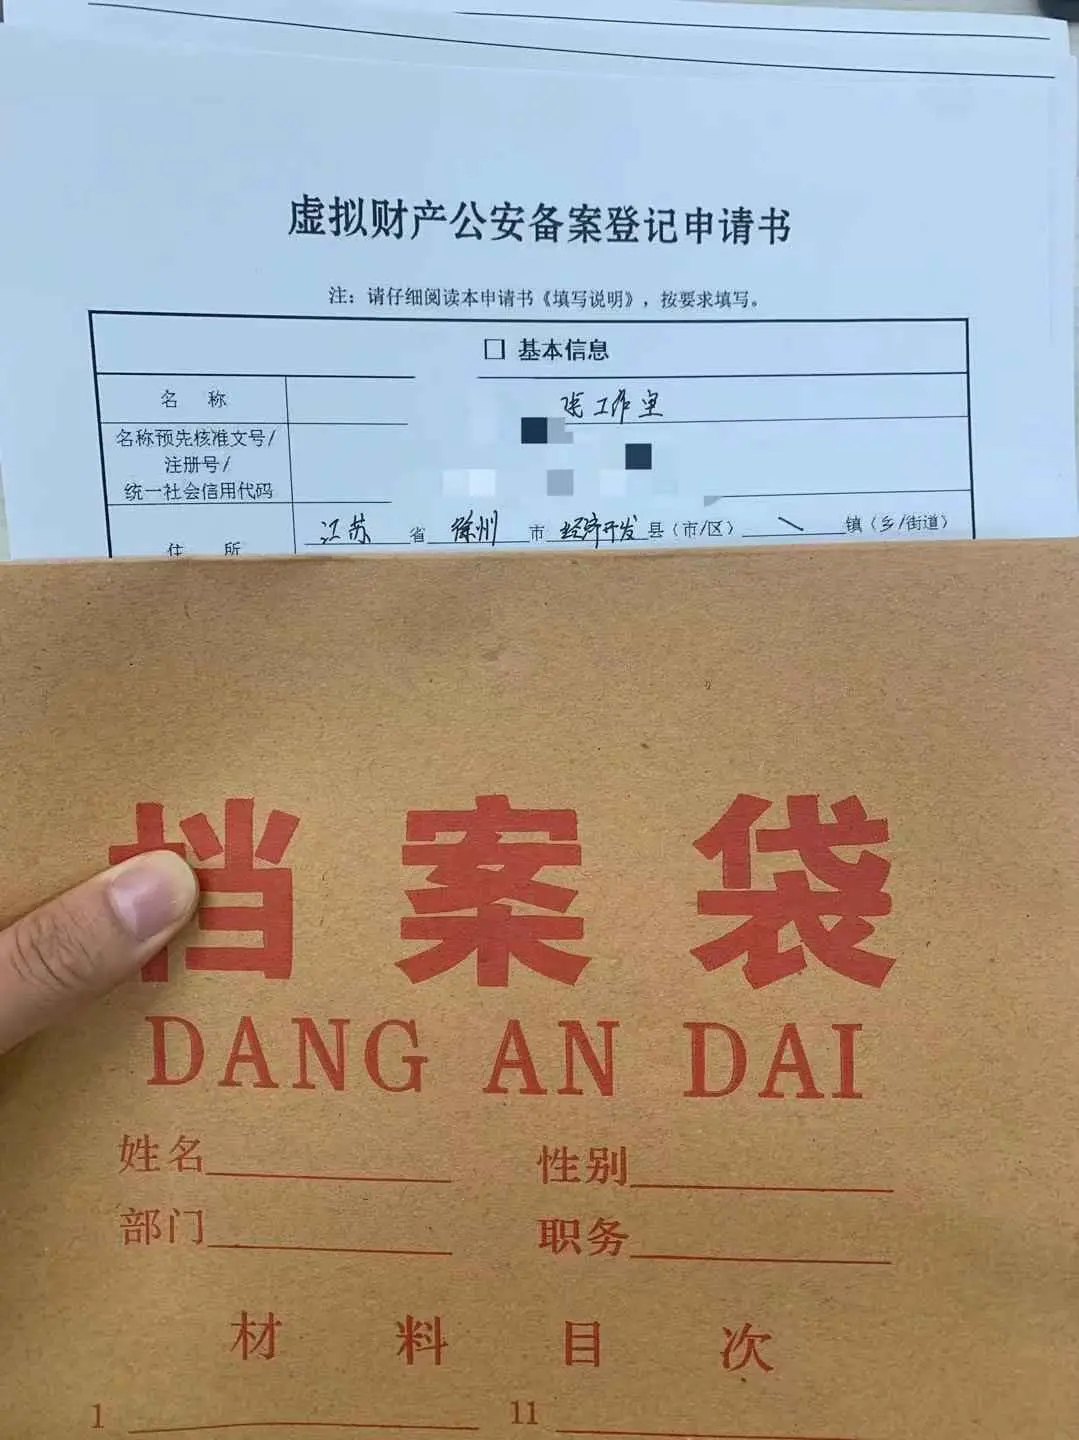 虚拟财产公安备案登记申请书
注：请仔细阅读本申请书《填写说明》，按要求填写。
□ 基本信息
名 称 张工作室
名称预先核准文号/
注册号/
统一社会信用代码
住 所 江苏 省 徐州 市 经济开发 县（市/区） 镇（乡/街道）
档案袋
DANG AN DAI
姓名 性别
部门 职务
材料目次
1 11